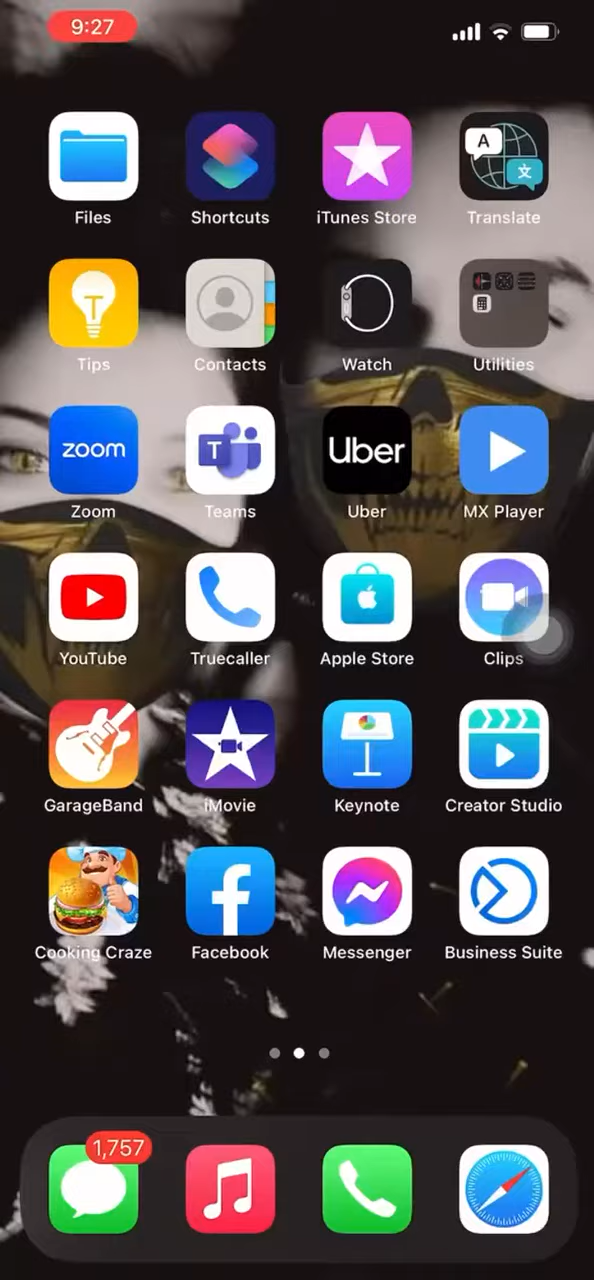 9:27
A 文
Files Shortcuts iTunes Store Translate
T
Tips Contacts Watch Utilities
zoom T Uber
Zoom Teams Uber MX Player
YouTube Truecaller Apple Store Clips
GarageBand iMovie Keynote Creator Studio
f
Cooking Craze Facebook Messenger Business Suite
1,757